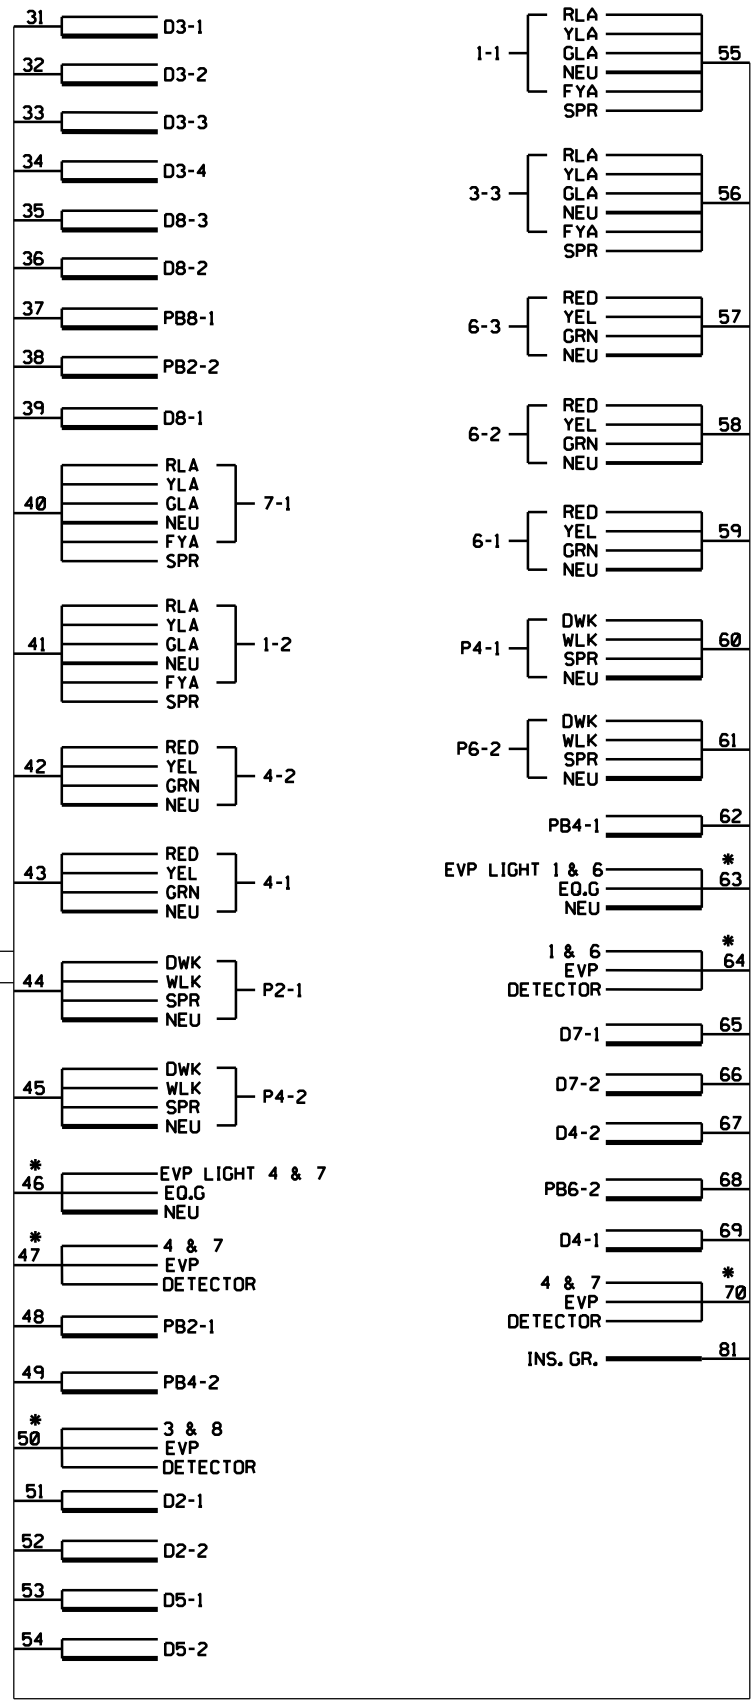 31 D3-1
32 D3-2
33 D3-3
34 D3-4
35 D8-3
36 D8-2
37 PB8-1
38 PB2-2
39 D8-1
RLA
YLA
40 GLA 7-1
NEU
FYA
SPR
RLA
YLA
41 GLA 1-2
NEU
FYA
SPR
RED
42 YEL 4-2
GRN
NEU
RED
43 YEL 4-1
GRN
NEU
DWK
44 WLK P2-1
SPR
NEU
DWK
45 WLK P4-2
SPR
NEU
* EVP LIGHT 4 & 7
46 EQ.G
NEU
* 4 & 7
47 EVP
DETECTOR
48 PB2-1
49 PB4-2
* 3 & 8
50 EVP
DETECTOR
51 D2-1
52 D2-2
53 D5-1
54 D5-2
RLA
YLA
1-1 GLA 55
NEU
FYA
SPR
RLA
YLA
3-3 GLA 56
NEU
FYA
SPR
RED
6-3 YEL 57
GRN
NEU
RED
6-2 YEL 58
GRN
NEU
RED
6-1 YEL 59
GRN
NEU
DWK
P4-1 WLK 60
SPR
NEU
DWK
P6-2 WLK 61
SPR
NEU
PB4-1 62
EVP LIGHT 1 & 6 *
EQ.G 63
NEU
1 & 6 *
EVP 64
DETECTOR
D7-1 65
D7-2 66
D4-2 67
PB6-2 68
D4-1 69
4 & 7 *
EVP 70
DETECTOR
INS. GR. 81